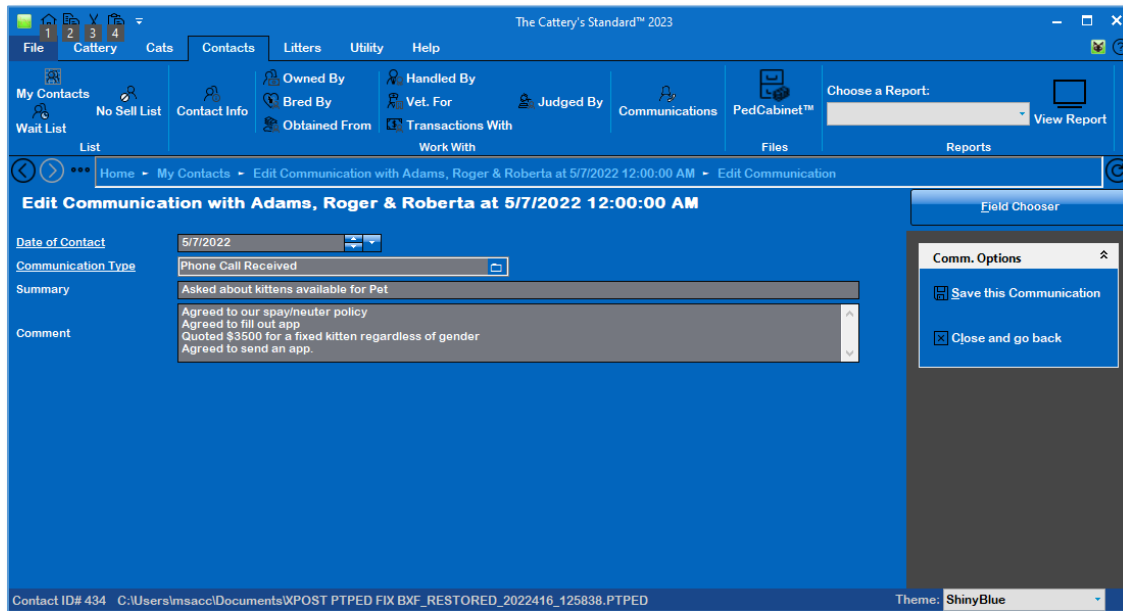 The Cattery's Standard™ 2023
1 2 3 4
File Cattery Cats Contacts Litters Utility Help
My Contacts
Wait List
No Sell List
List
Contact Info
Owned By
Bred By
Obtained From
Handled By
Vet. For
Transactions With
Judged By
Communications
Work With
PedCabinet™
Files
Choose a Report:
View Report
Reports
Home My Contacts Edit Communication with Adams, Roger & Roberta at 5/7/2022 12:00:00 AM Edit Communication
Edit Communication with Adams, Roger & Roberta at 5/7/2022 12:00:00 AM
Field Chooser
Date of Contact 5/7/2022
Communication Type Phone Call Received
Summary Asked about kittens available for Pet
Comment
Agreed to our spay/neuter policy
Agreed to fill out app
Quoted $3500 for a fixed kitten regardless of gender
Agreed to send an app.
Comm. Options
Save this Communication
Close and go back
Contact ID# 434 C:\Users\msacc\Documents\XPOST PTPED FIX BXF_RESTORED_2022416_125838.PTPED
Theme: ShinyBlue